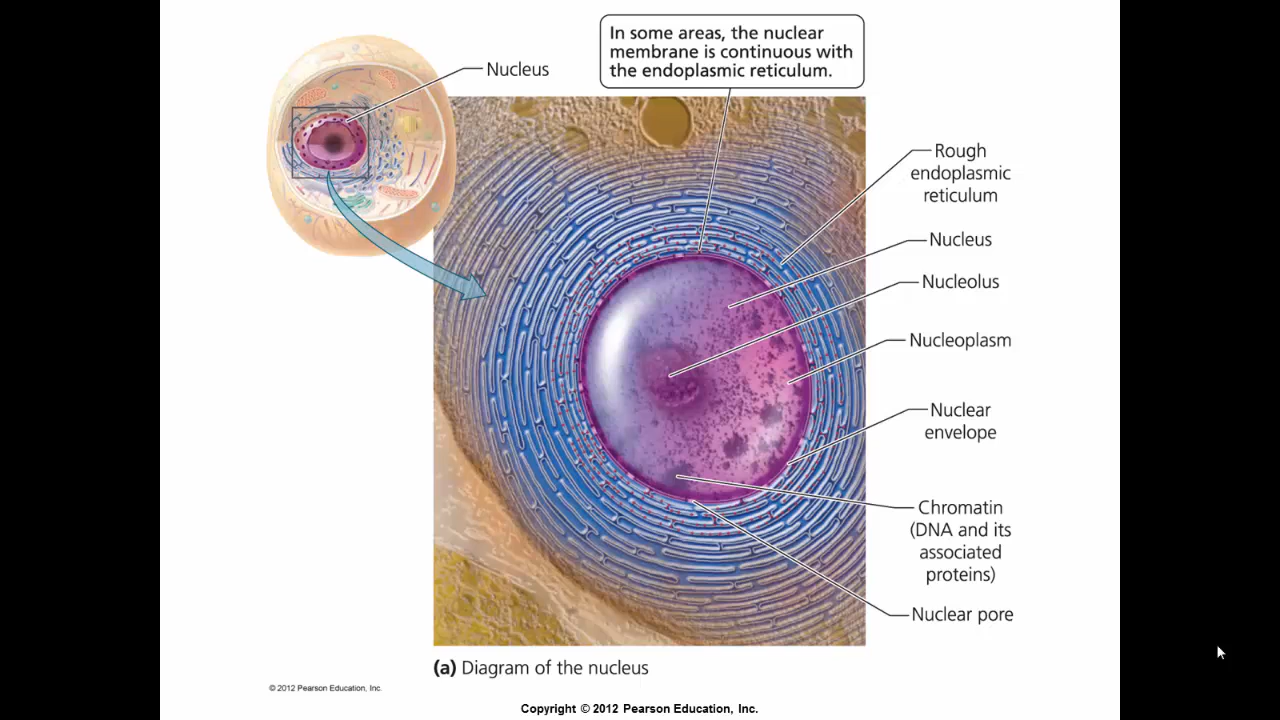 In some areas, the nuclear
membrane is continuous with
the endoplasmic reticulum.
Nucleus
Rough
endoplasmic
reticulum
Nucleus
Nucleolus
Nucleoplasm
Nuclear
envelope
Chromatin
(DNA and its
associated
proteins)
Nuclear pore
(a) Diagram of the nucleus
© 2012 Pearson Education, Inc.
Copyright © 2012 Pearson Education, Inc.